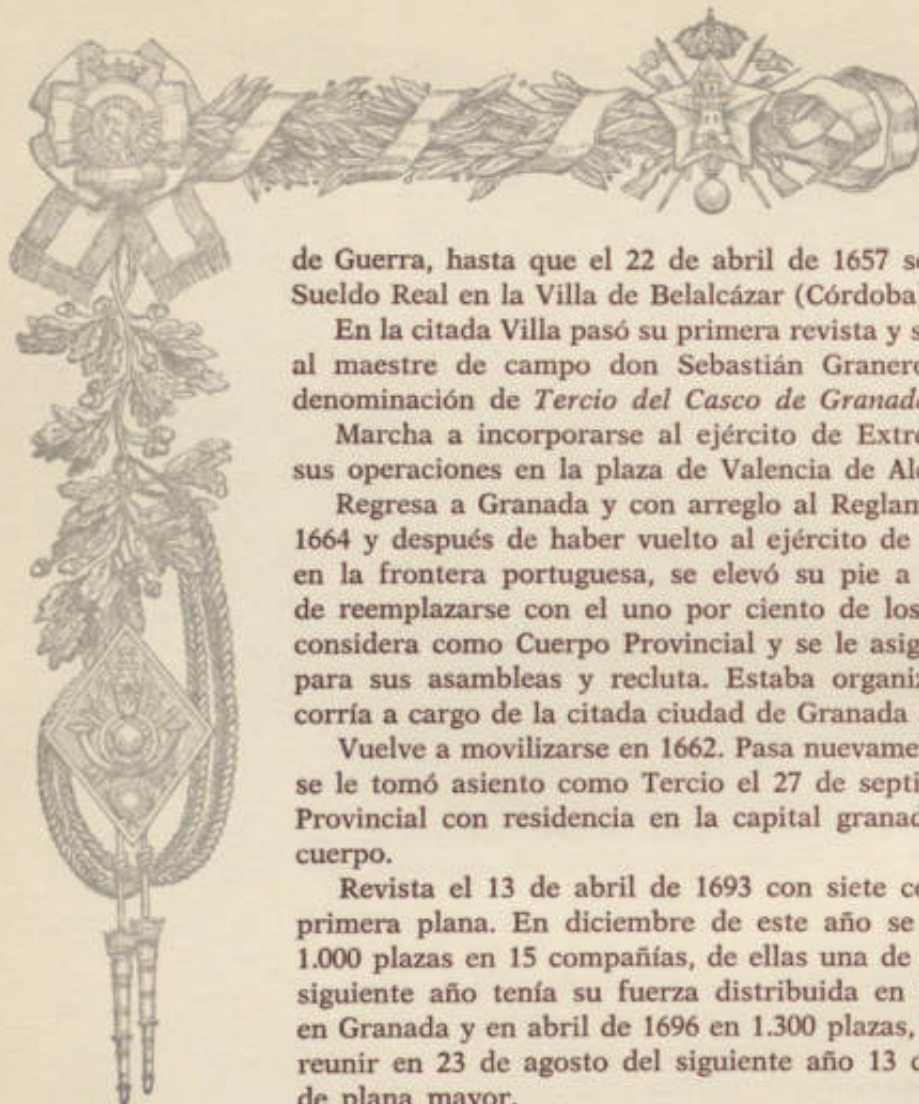 de Guerra, hasta que el 22 de abril de 1657 se
Sueldo Real en la Villa de Belalcázar (Córdoba
En la citada Villa pasó su primera revista y s
al maestre de campo don Sebastián Granero
denominación de Tercio del Casco de Granad
Marcha a incorporarse al ejército de Extr
sus operaciones en la plaza de Valencia de Al
Regresa a Granada y con arreglo al Reglam
1664 y después de haber vuelto al ejército de
en la frontera portuguesa, se elevó su pie a
de reemplazarse con el uno por ciento de los
considera como Cuerpo Provincial y se le asig
para sus asambleas y recluta. Estaba organiz
corría a cargo de la citada ciudad de Granada
Vuelve a movilizarse en 1662. Pasa nuevame
se le tomó asiento como Tercio el 27 de septi
Provincial con residencia en la capital granad
cuerpo.
Revista el 13 de abril de 1693 con siete c
primera plana. En diciembre de este año se
1.000 plazas en 15 compañías, de ellas una de
siguiente año tenía su fuerza distribuida en
en Granada y en abril de 1696 en 1.300 plazas,
reunir en 23 de agosto del siguiente año 13 c
de plana mayor.